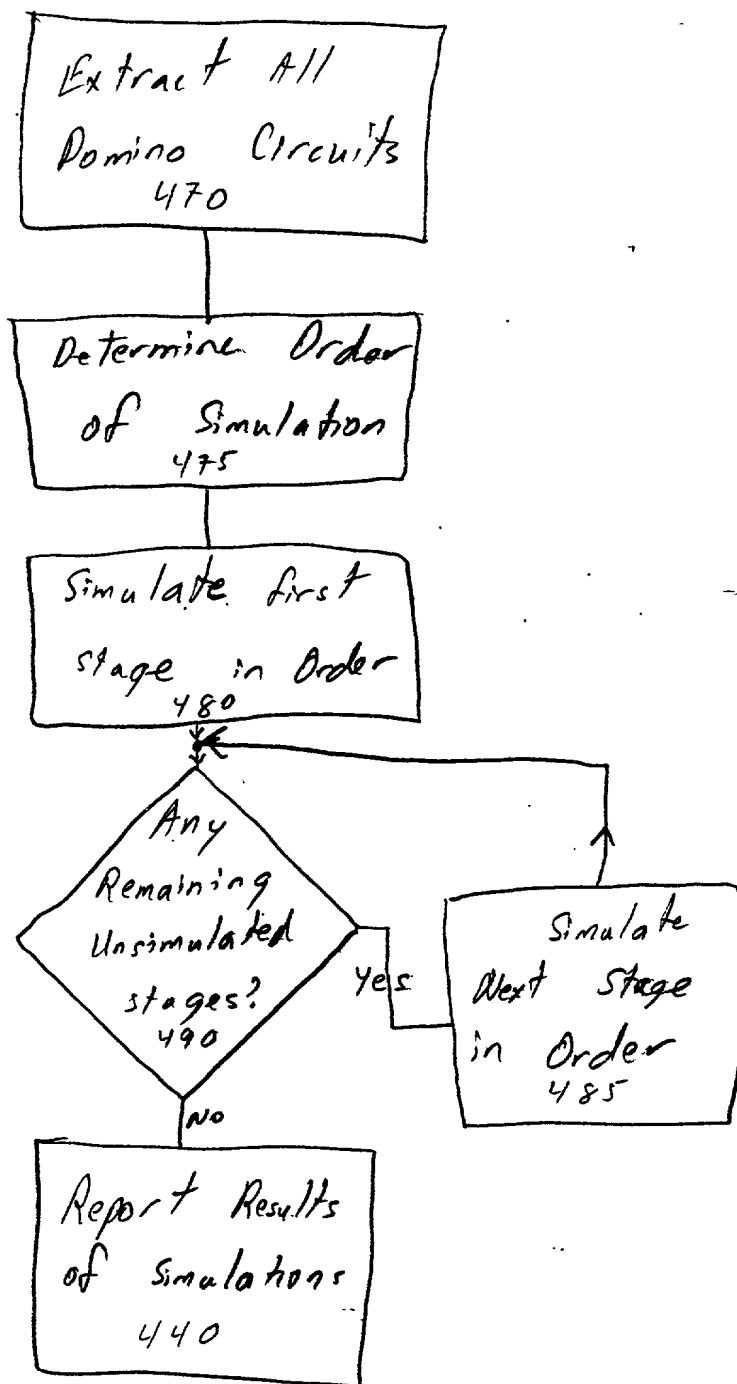 Extract All
Domino Circuits
470
Determine Order
of Simulation
475
Simulate first
stage in Order
480
Any
Remaining
Unsimulated
stages?
490
Yes
Simulate
Next Stage
in Order
485
NO
Report Results
of Simulations
440